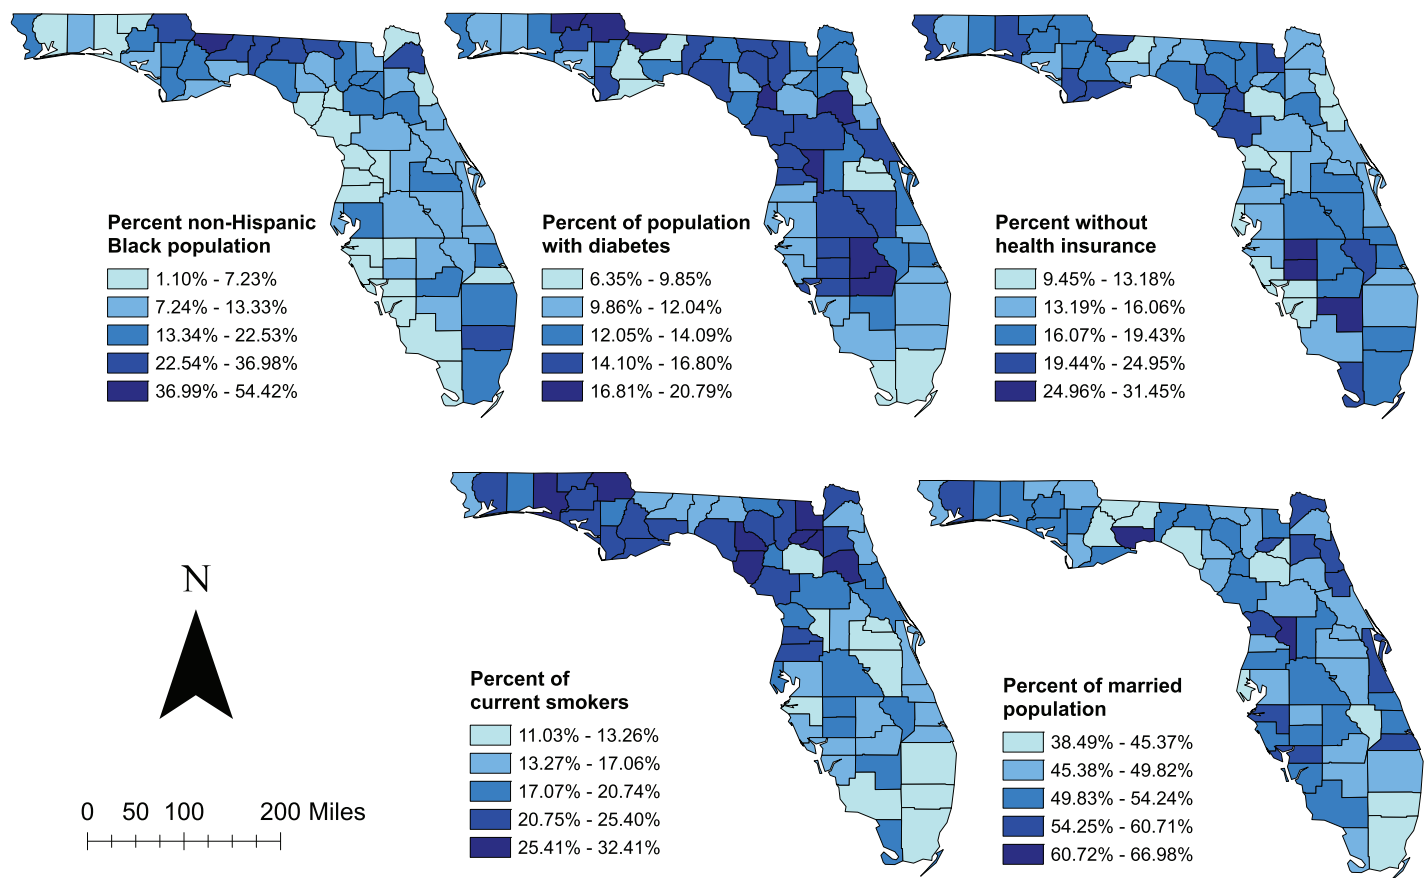 Percent non-Hispanic
Black population
1.10% - 7.23%
7.24% - 13.33%
13.34% - 22.53%
22.54% - 36.98%
36.99% - 54.42%
Percent of population
with diabetes
6.35% - 9.85%
9.86% - 12.04%
12.05% - 14.09%
14.10% - 16.80%
16.81% - 20.79%
Percent without
health insurance
9.45% - 13.18%
13.19% - 16.06%
16.07% - 19.43%
19.44% - 24.95%
24.96% - 31.45%
N
0 50 100 200 Miles
Percent of
current smokers
11.03% - 13.26%
13.27% - 17.06%
17.07% - 20.74%
20.75% - 25.40%
25.41% - 32.41%
Percent of married
population
38.49% - 45.37%
45.38% - 49.82%
49.83% - 54.24%
54.25% - 60.71%
60.72% - 66.98%